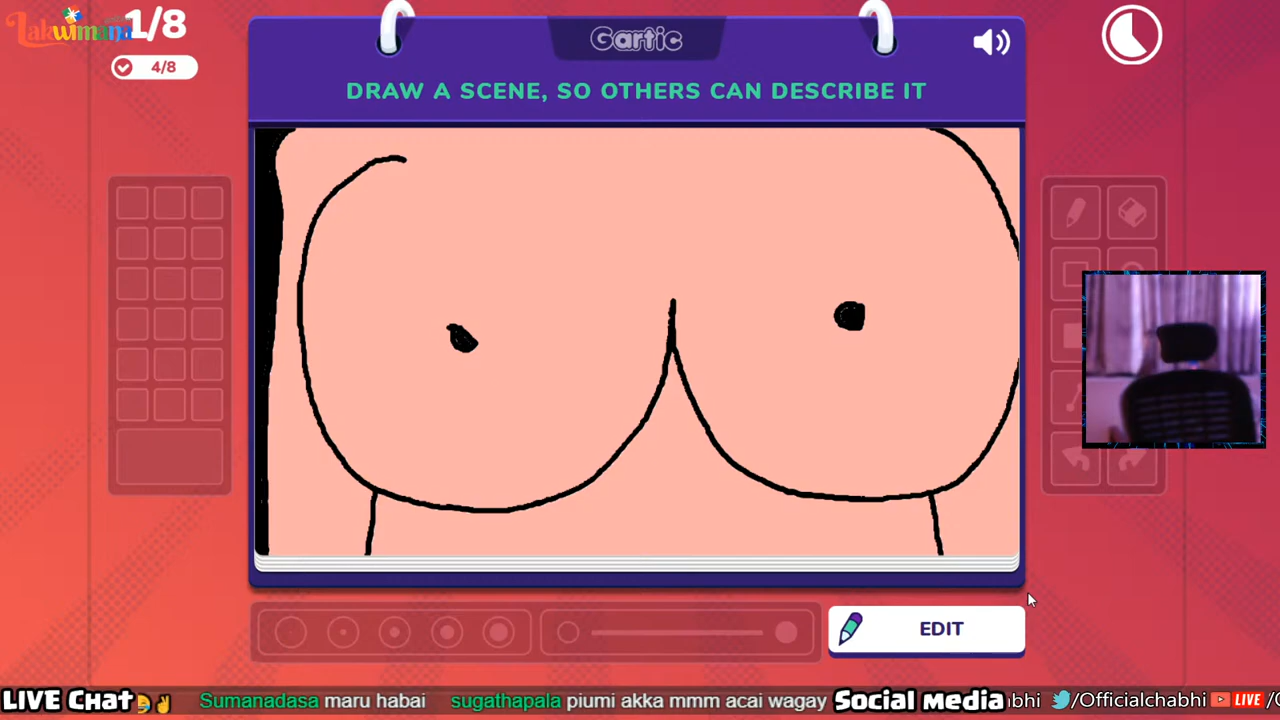 Lakwimana
1/8
4/8
Gartic
DRAW A SCENE, SO OTHERS CAN DESCRIBE IT
EDIT
LIVE Chat Sumanadasa maru habai sugathapala piumi akka mmm acai wagay Social media bhi /Officialchabhi LIVE